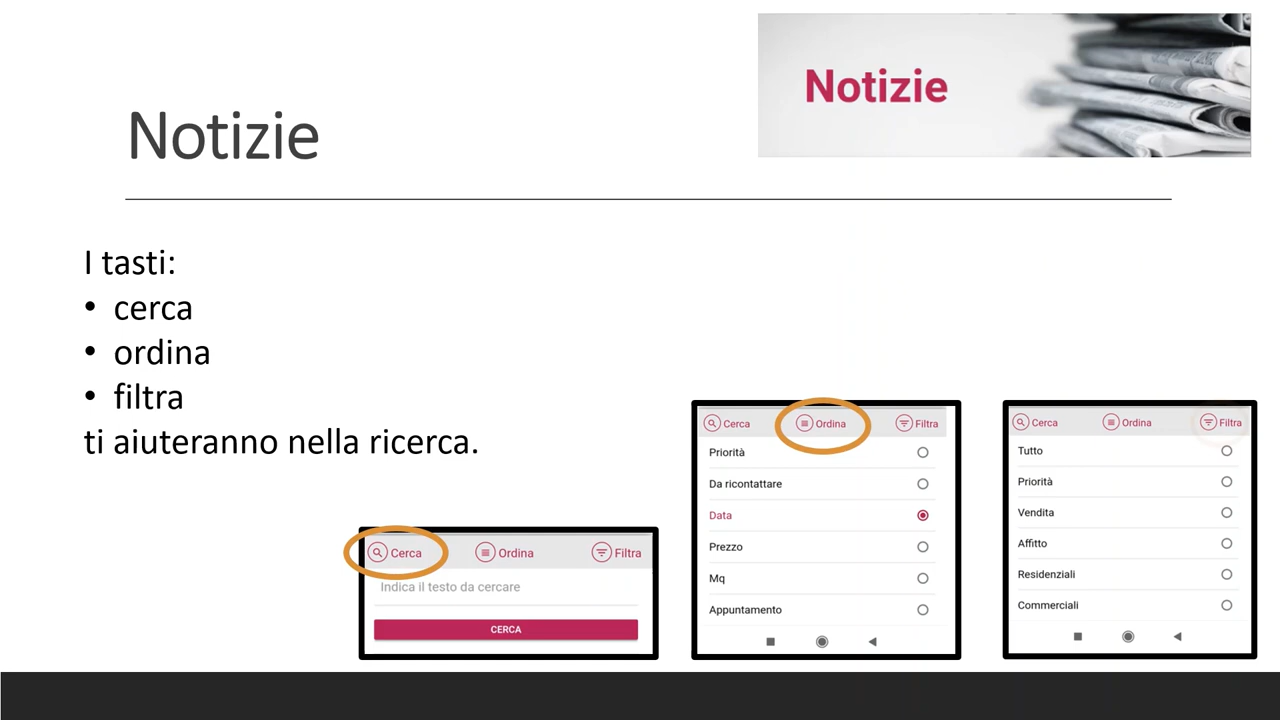 Notizie
Notizie
I tasti:
• cerca
• ordina
• filtra
ti aiuteranno nella ricerca.
Cerca Ordina Filtra
Indica il testo da cercare
CERCA
Cerca Ordina Filtra
Priorità
Da ricontattare
Data
Prezzo
Mq
Appuntamento
Cerca Ordina Filtra
Tutto
Priorità
Vendita
Affitto
Residenziali
Commerciali